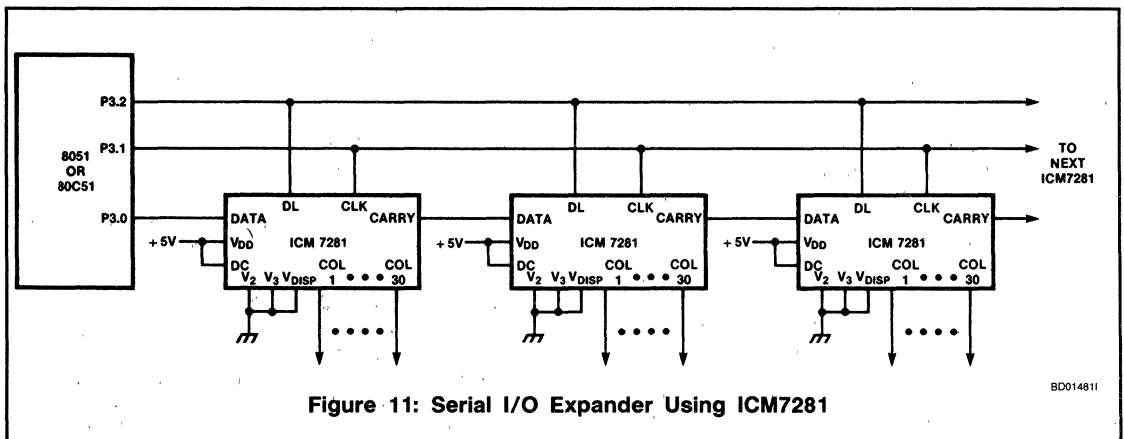 P3.2
P3.1
P3.0
8051
OR
80C51
TO
NEXT
ICM7281
DATA
DL
CLK
CARRY
+5V
VDD
DC
ICM 7281
V2
V3
VDISP
COL
1
COL
30
DATA
DL
CLK
CARRY
+5V
VDD
DC
ICM 7281
V2
V3
VDISP
COL
1
COL
30
DATA
DL
CLK
CARRY
+5V
VDD
DC
ICM 7281
V2
V3
VDISP
COL
1
COL
30
BD01481I
Figure 11: Serial I/O Expander Using ICM7281